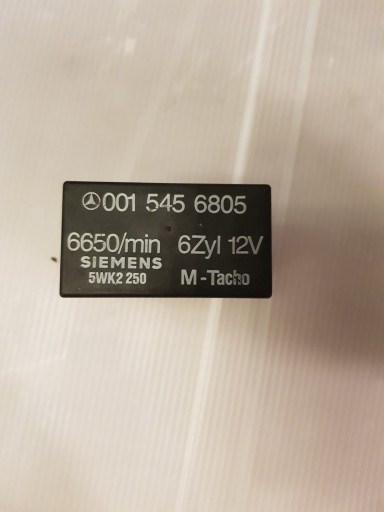 001 545 6805
6650/min 6Zyl 12V
SIEMENS
5WK2 250 M-Tacho